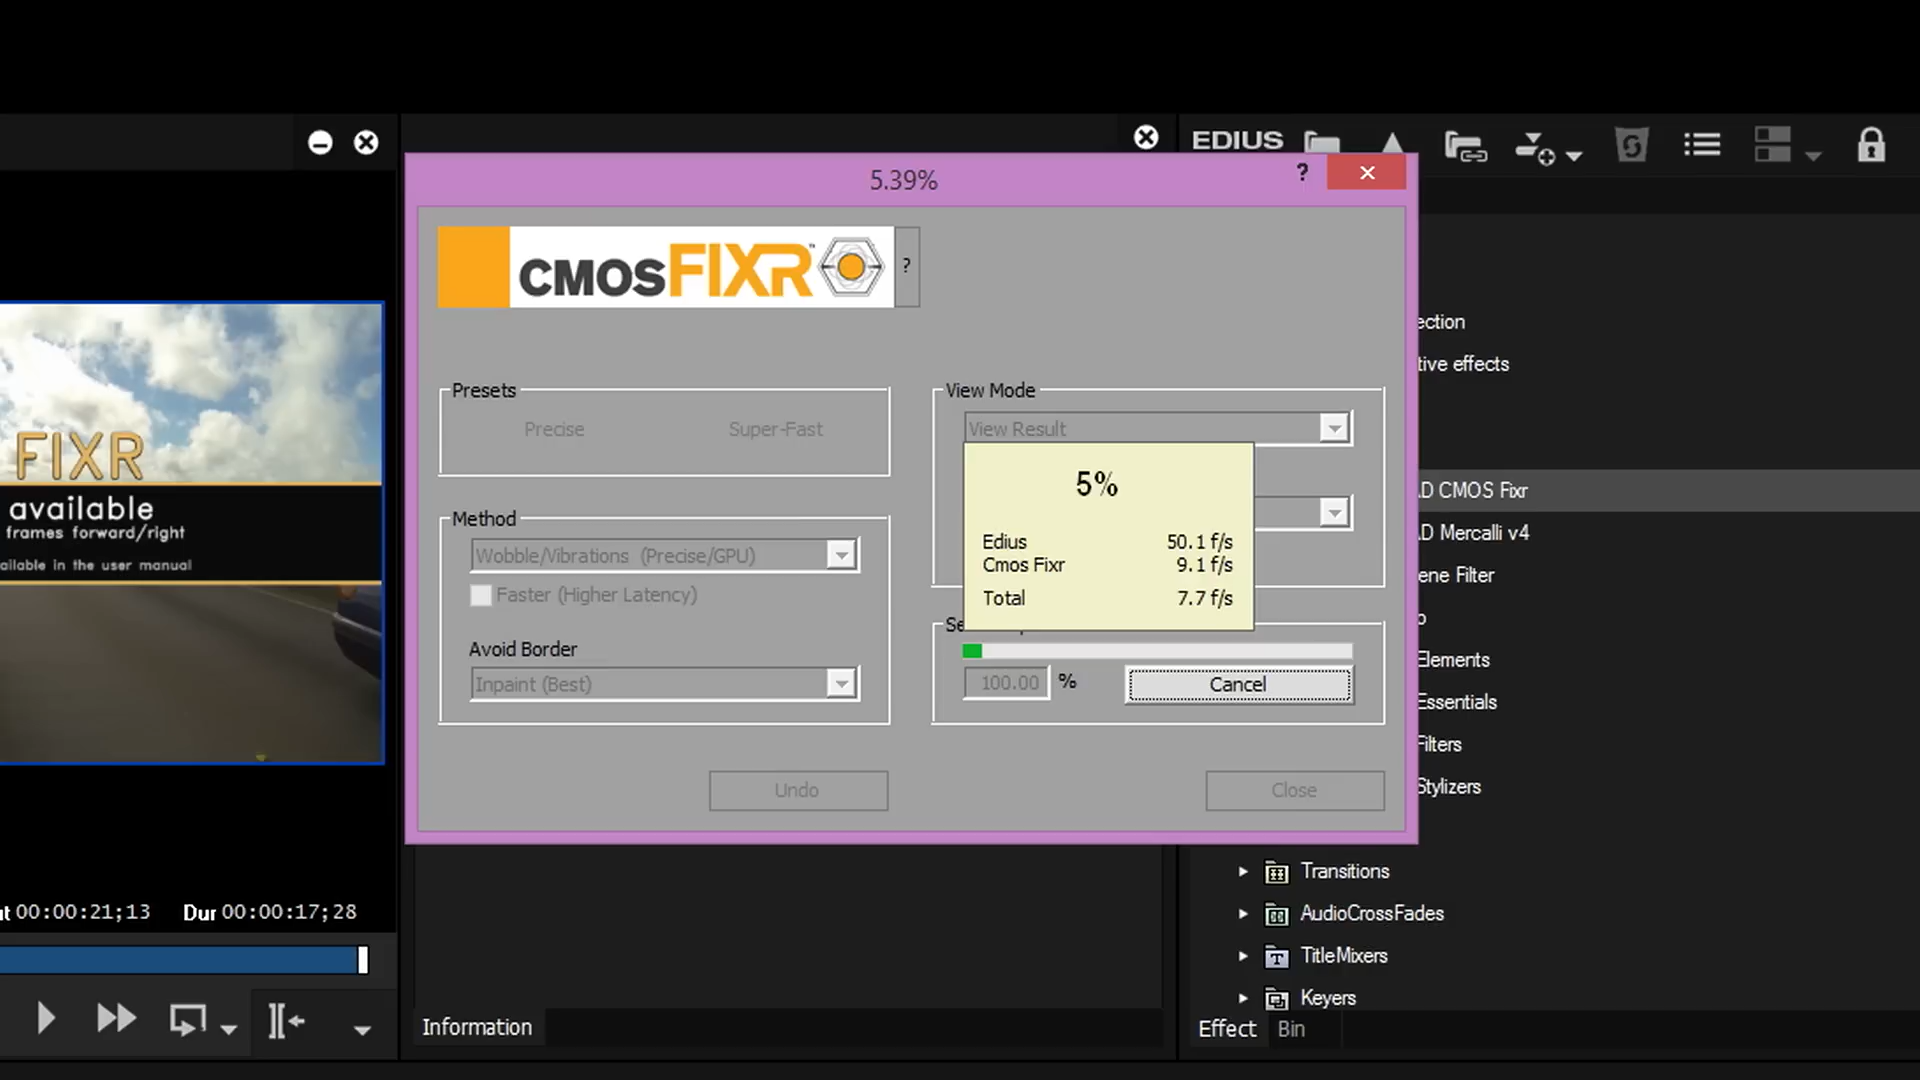 EDIUS
5.39%
?
CMOSFIXR™
?
Presets
Precise
Super-Fast
Method
Wobble/Vibrations (Precise/GPU)
Faster (Higher Latency)
Avoid Border
Inpaint (Best)
View Mode
View Result
5%
Edius 50.1 f/s
Cmos Fixr 9.1 f/s
Total 7.7 f/s
100.00 %
Cancel
Undo
Close
FIXR
available
frames forward/right
ailable in the user manual
00:00:21;13 Dur 00:00:17;28
Information
ection
tive effects
D CMOS Fixr
D Mercalli v4
ene Filter
o
Elements
Essentials
Filters
Stylizers
Transitions
AudioCrossFades
TitleMixers
Keyers
Effect Bin